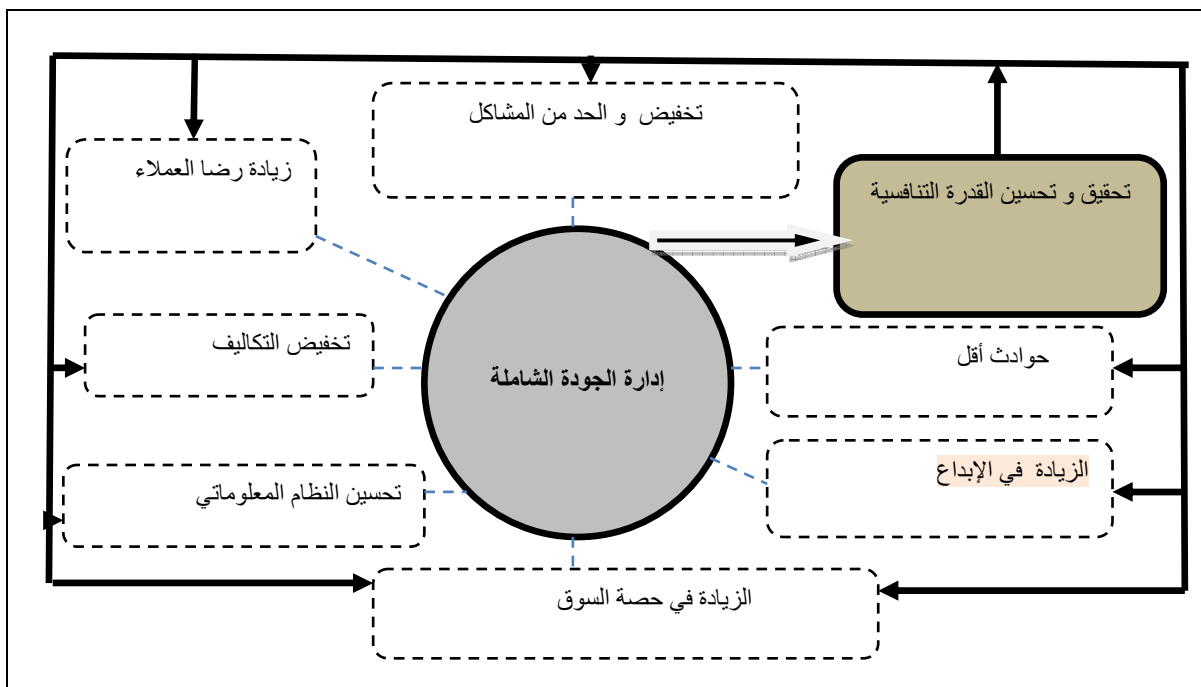 تخفيض و الحد من المشاكل
زيادة رضا العملاء
تحقيق و تحسين القدرة التنافسية
تخفيض التكاليف
حوادث أقل
إدارة الجودة الشاملة
الزيادة في الإبداع
تحسين النظام المعلوماتي
الزيادة في حصة السوق